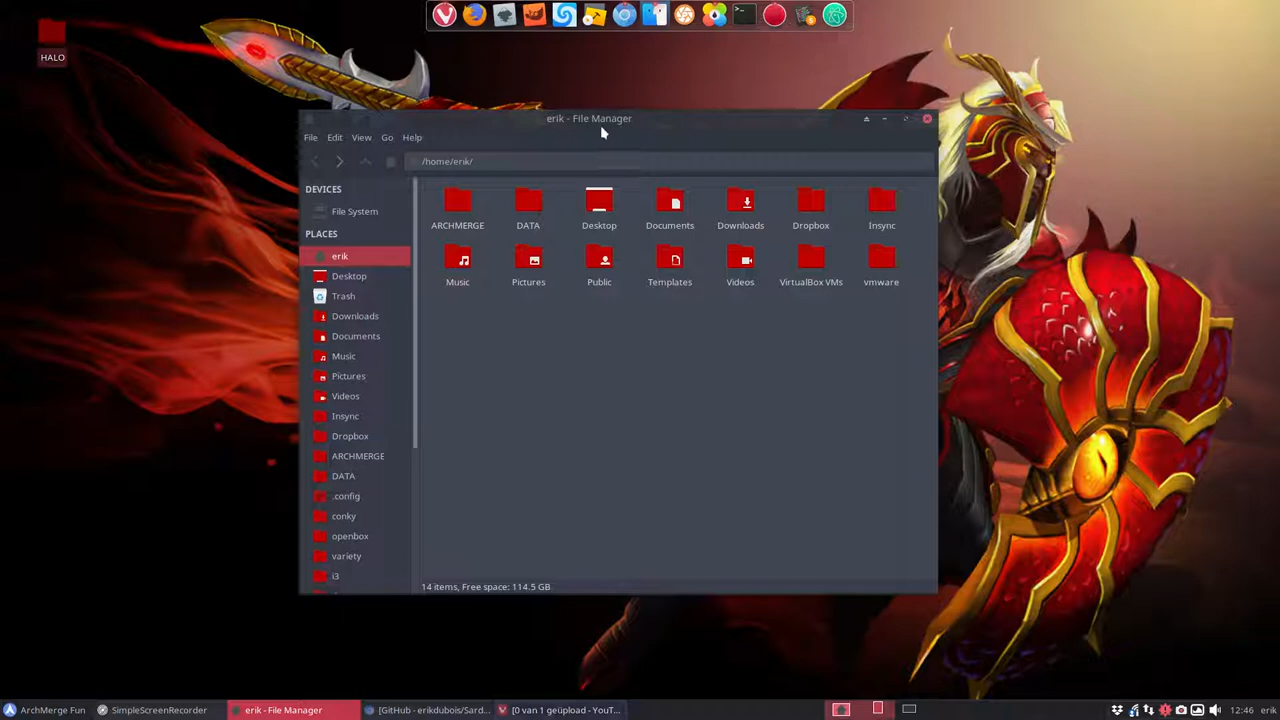 HALO
erik - File Manager
File Edit View Go Help
/home/erik/
DEVICES
File System
PLACES
erik
Desktop
Trash
Downloads
Documents
Music
Pictures
Videos
Insync
Dropbox
ARCHMERGE
DATA
.config
conky
openbox
variety
i3
ARCHMERGE DATA Desktop Documents Downloads Dropbox Insync
Music Pictures Public Templates Videos VirtualBox VMs vmware
14 items, Free space: 114.5 GB
ArchMerge Fun SimpleScreenRecorder erik - File Manager [GitHub - erikdubois/Sard... [0 van 1 geüpload - YouT... 12:46 erik